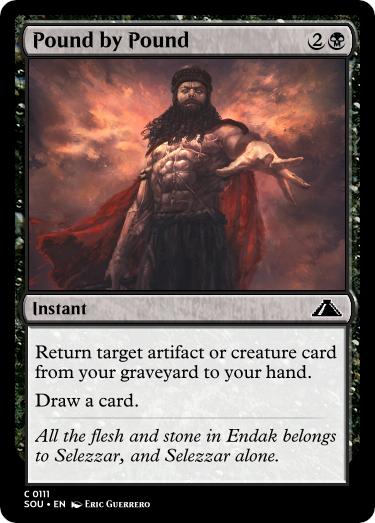 Pound by Pound 2
Instant
Return target artifact or creature card
from your graveyard to your hand.
Draw a card.
All the flesh and stone in Endak belongs
to Selezzar, and Selezzar alone.
C 0111
SOU • EN Eric Guerrero